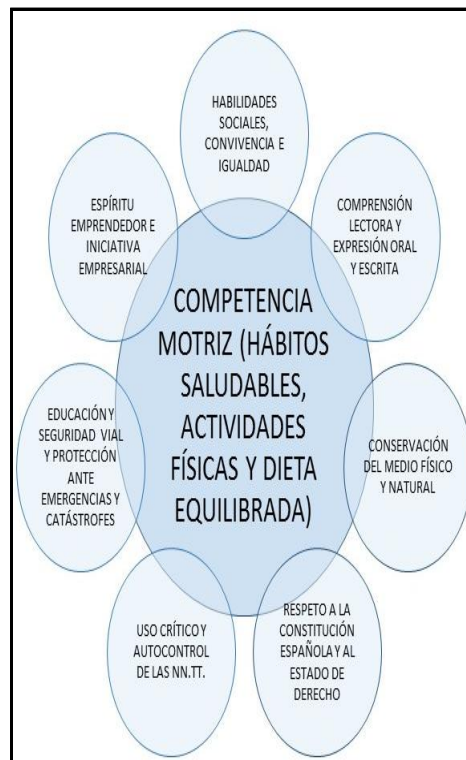 HABILIDADES
SOCIALES,
CONVIVENCIA E
IGUALDAD
ESPÍRITU
EMPRENDEDOR E
INICIATIVA
EMPRESARIAL
COMPRENSIÓN
LECTORA Y
EXPRESIÓN ORAL
Y ESCRITA
COMPETENCIA
MOTRIZ (HÁBITOS
SALUDABLES,
ACTIVIDADES
FÍSICAS Y DIETA
EQUILIBRADA)
EDUCACIÓN Y
SEGURIDAD VIAL
Y PROTECCIÓN
ANTE
EMERGENCIAS Y
CATÁSTROFES
CONSERVACIÓN
DEL MEDIO FÍSICO
Y NATURAL
USO CRÍTICO Y
AUTOCONTROL
DE LAS NN.TT.
RESPETO A LA
CONSTITUCIÓN
ESPAÑOLA Y AL
ESTADO DE
DERECHO